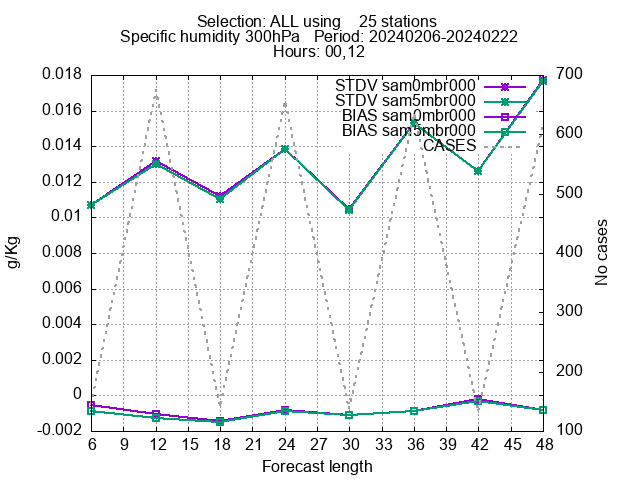 Selection: ALL using    25 stations
Specific humidity 300hPa   Period: 20240206-20240222
Hours: 00,12
0.018
0.016
0.014
0.012
0.01
0.008
0.006
0.004
0.002
0
-0.002
g/Kg
STDV sam0mbr000
STDV sam5mbr000
BIAS sam0mbr000
BIAS sam5mbr000
CASES
700
600
500
400
300
200
100
No cases
6 9 12 15 18 21 24 27 30 33 36 39 42 45 48
Forecast length